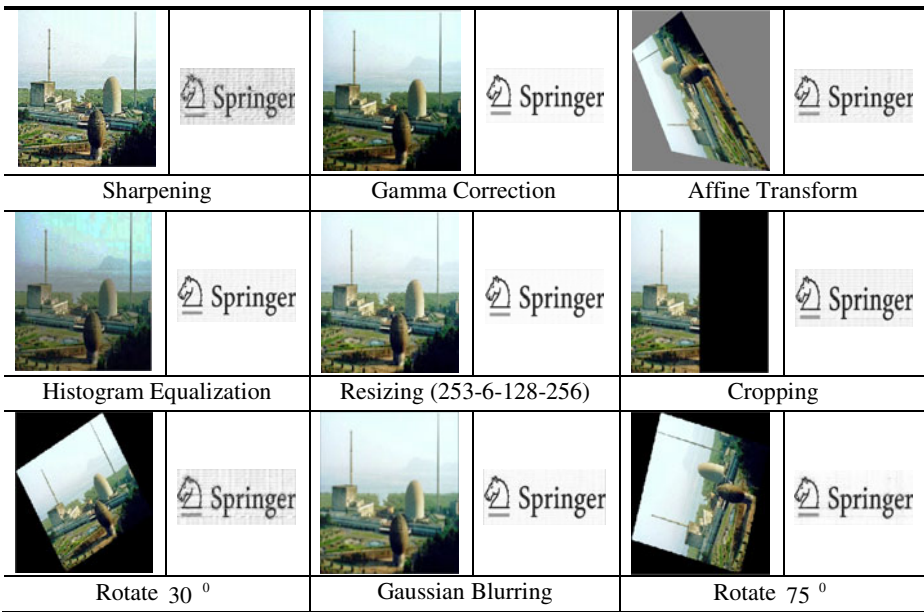 Springer Springer Springer
Sharpening Gamma Correction Affine Transform
Springer Springer Springer
Histogram Equalization Resizing (253-6-128-256) Cropping
Springer Springer Springer
Rotate 30 ⁰ Gaussian Blurring Rotate 75 ⁰